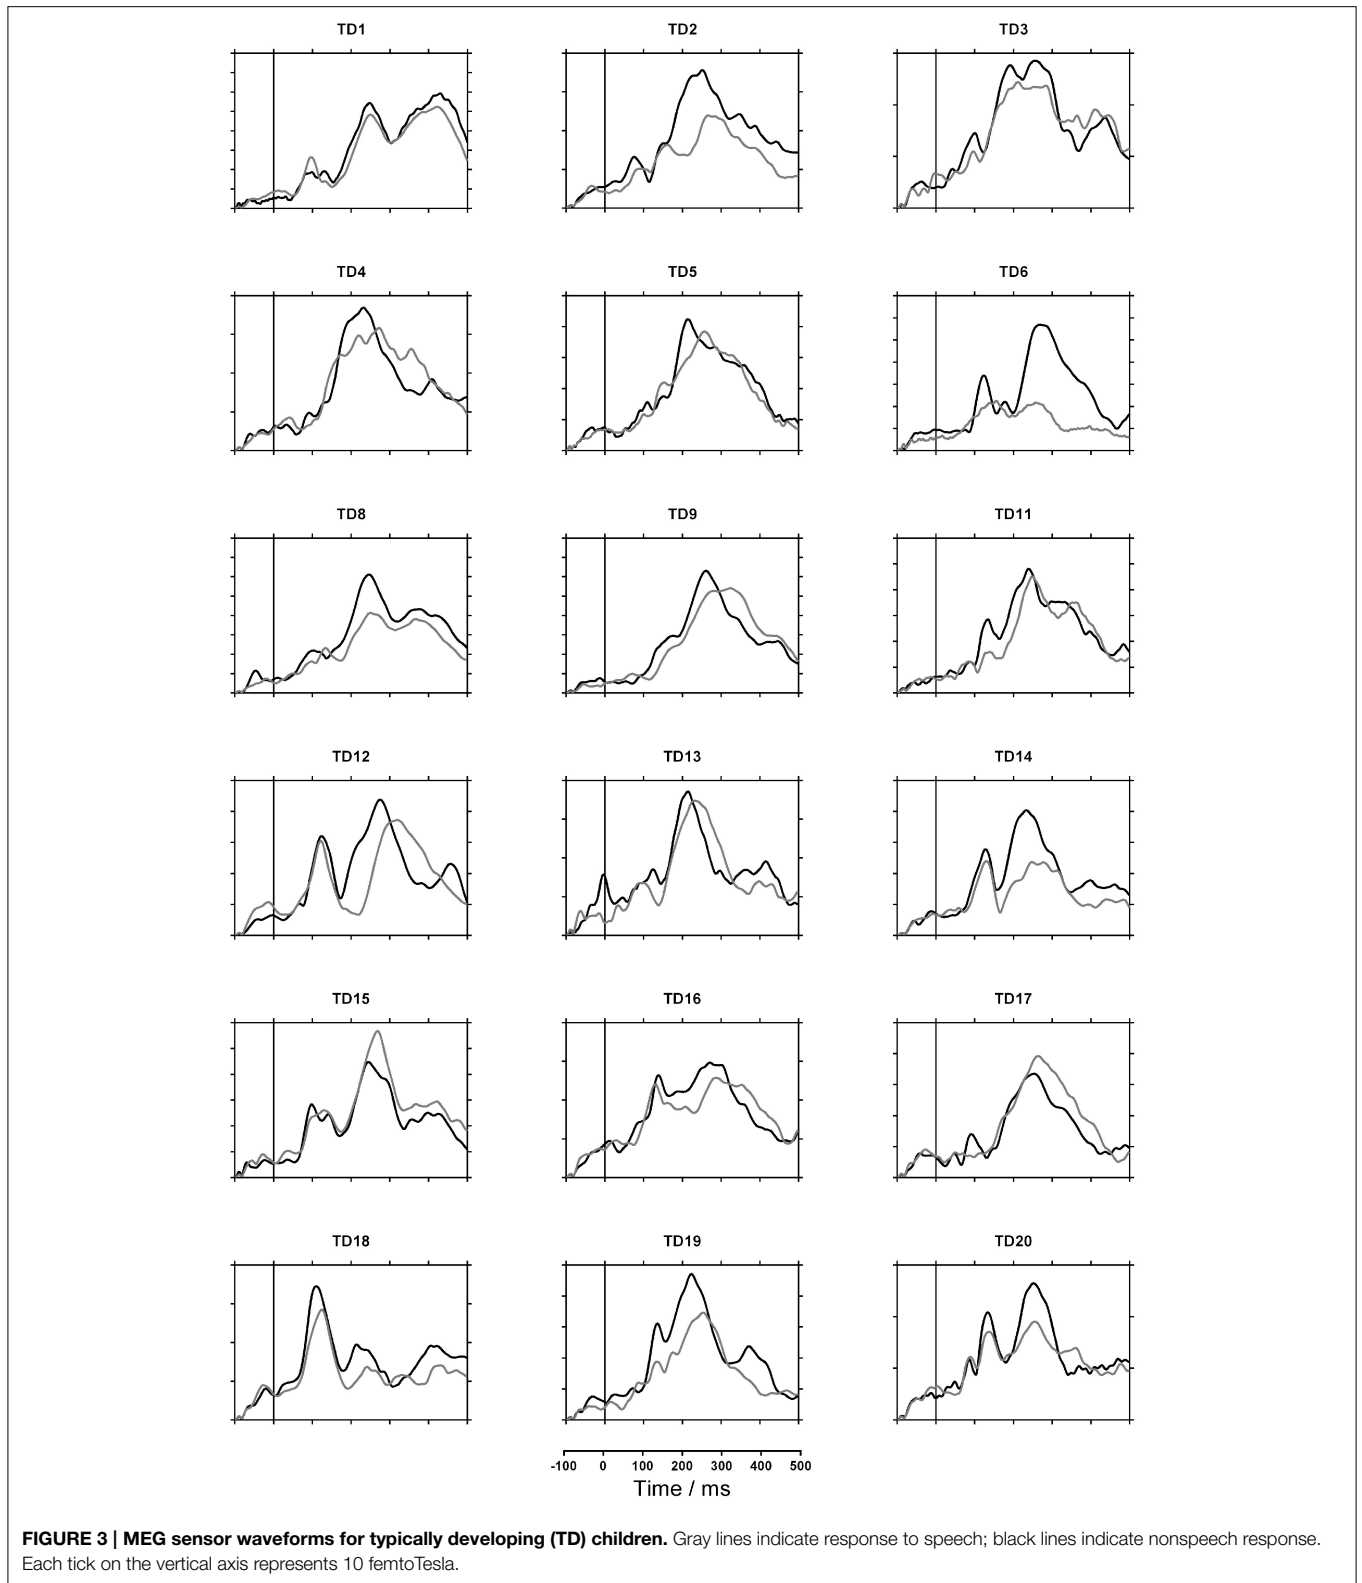 TD1 TD2 TD3
TD4 TD5 TD6
TD8 TD9 TD11
TD12 TD13 TD14
TD15 TD16 TD17
TD18 TD19 TD20
-100 0 100 200 300 400 500
Time / ms
FIGURE 3 | MEG sensor waveforms for typically developing (TD) children. Gray lines indicate response to speech; black lines indicate nonspeech response.
Each tick on the vertical axis represents 10 femtoTesla.